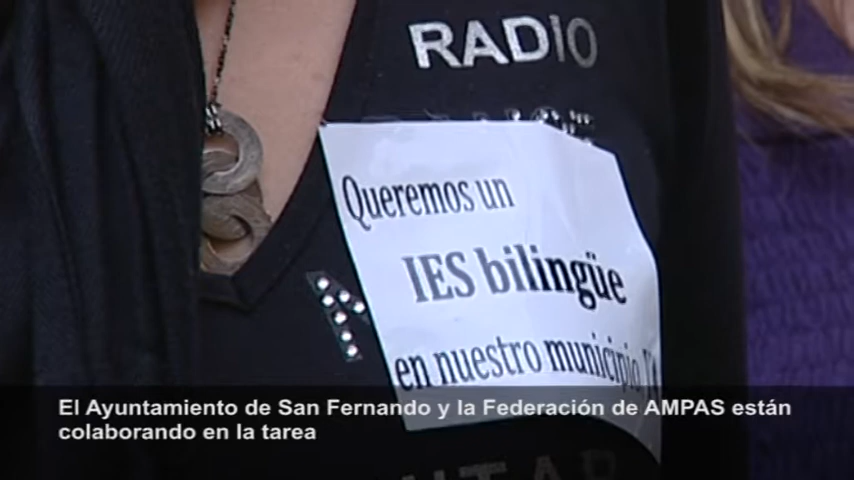 RADIO
Queremos un
IES bilingüe
en nuestro municipio
El Ayuntamiento de San Fernando y la Federación de AMPAS están
colaborando en la tarea